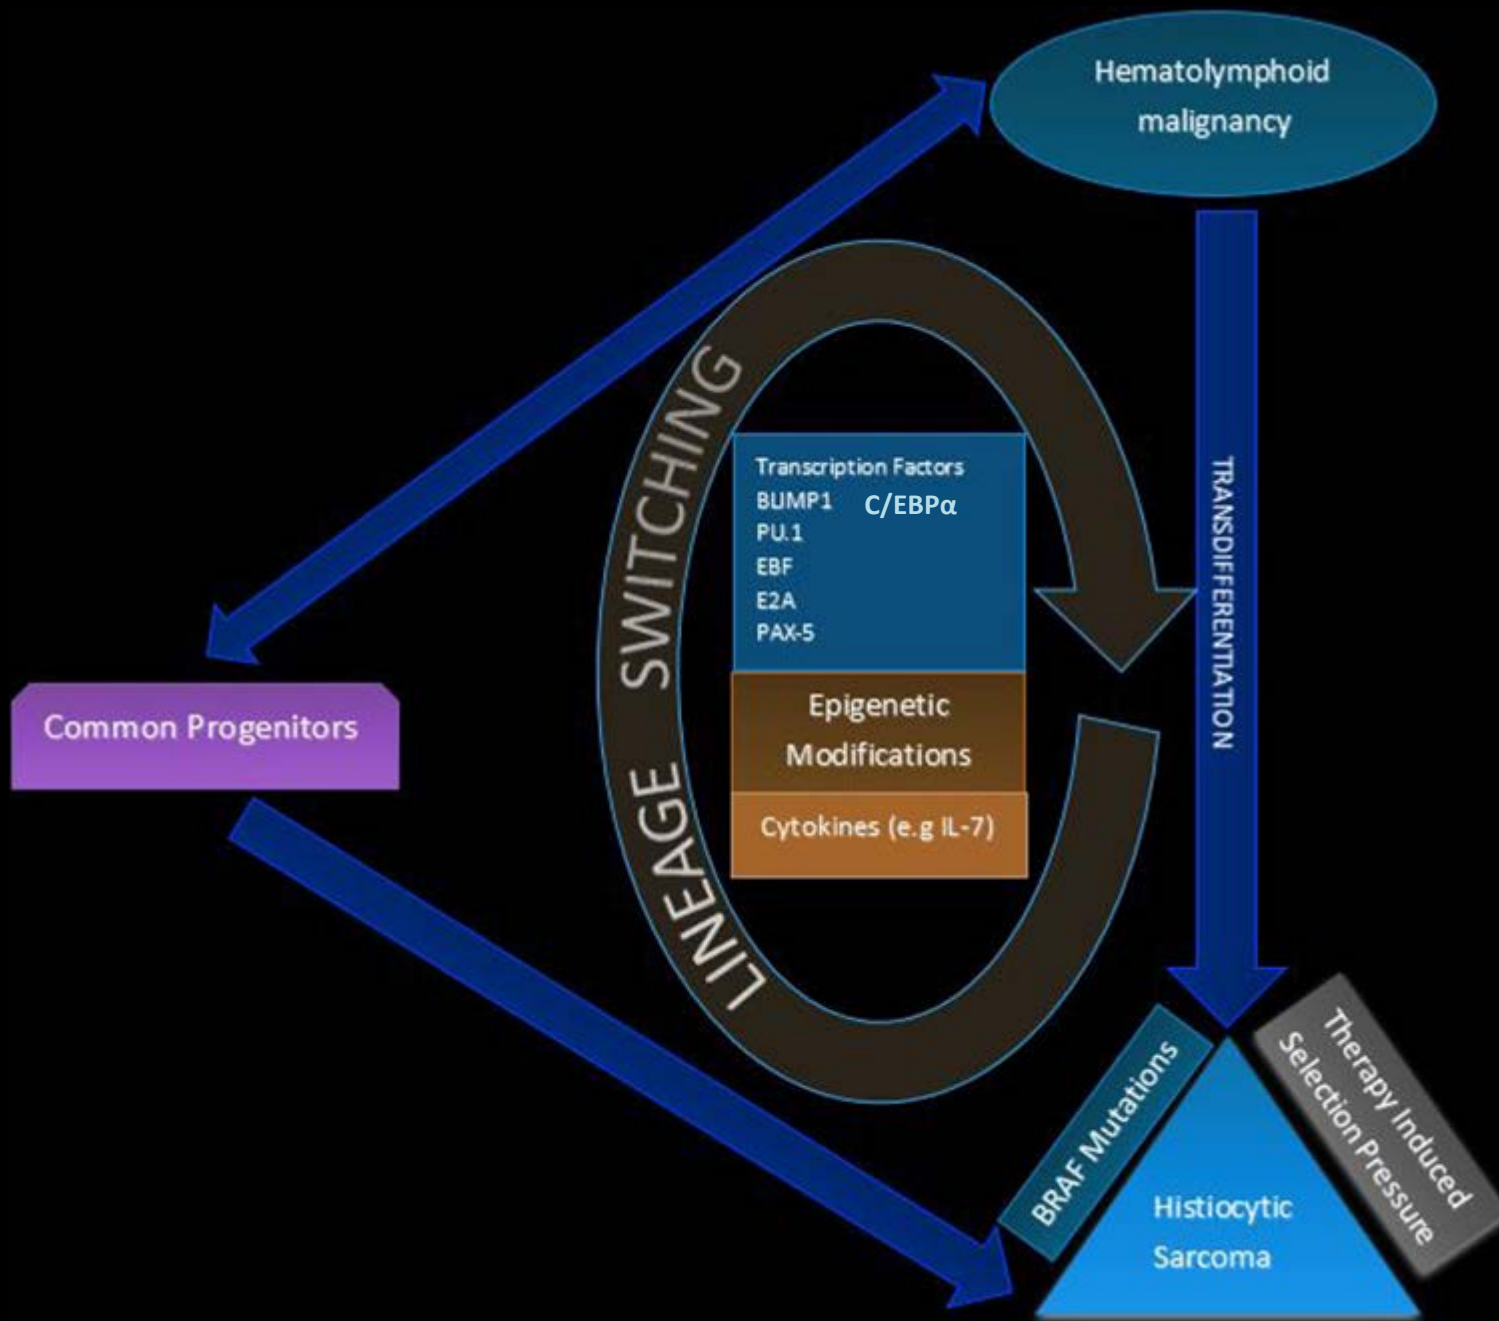 Hematolymphoid
malignancy
SWITCHING
LINEAGE
Transcription Factors
BLIMP1 C/EBPα
PU.1
EBF
E2A
PAX-5
Epigenetic
Modifications
Cytokines (e.g IL-7)
TRANSDIFFERENTIATION
Common Progenitors
BRAF Mutations
Therapy Induced
Selection Pressure
Histiocytic
Sarcoma